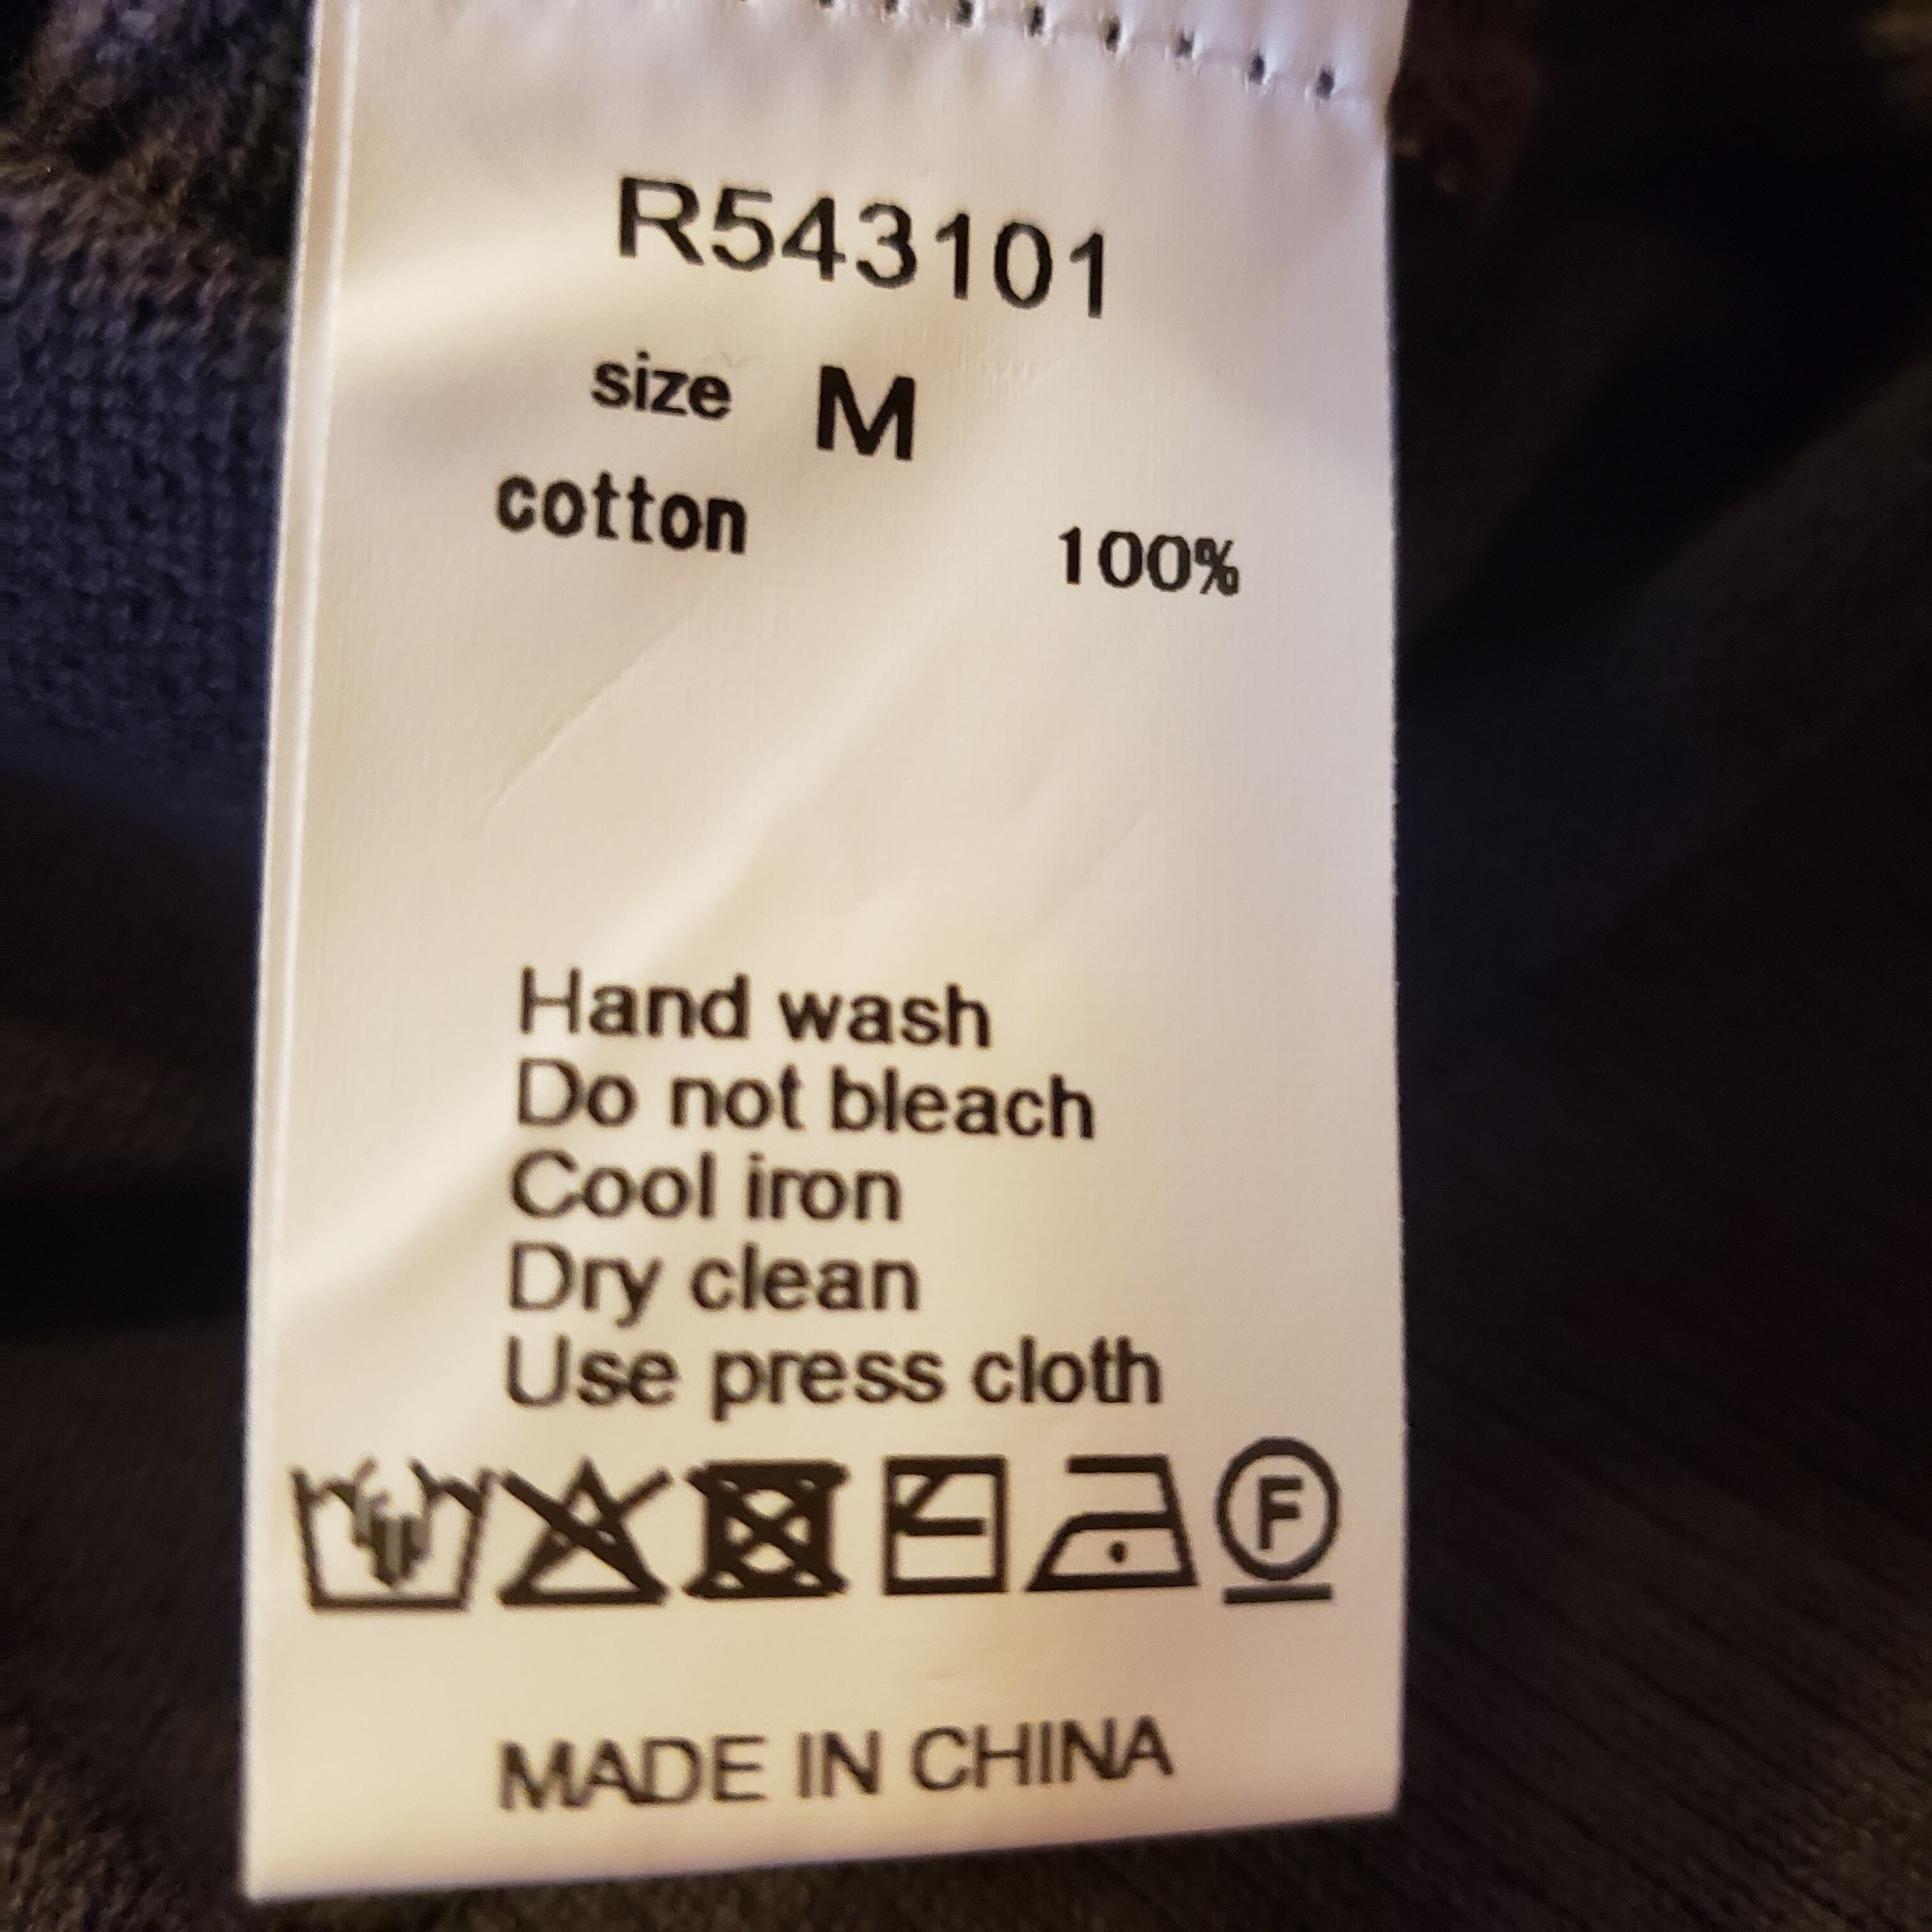 R543101
size M
cotton 100%
Hand wash
Do not bleach
Cool iron
Dry clean
Use press cloth
F
MADE IN CHINA